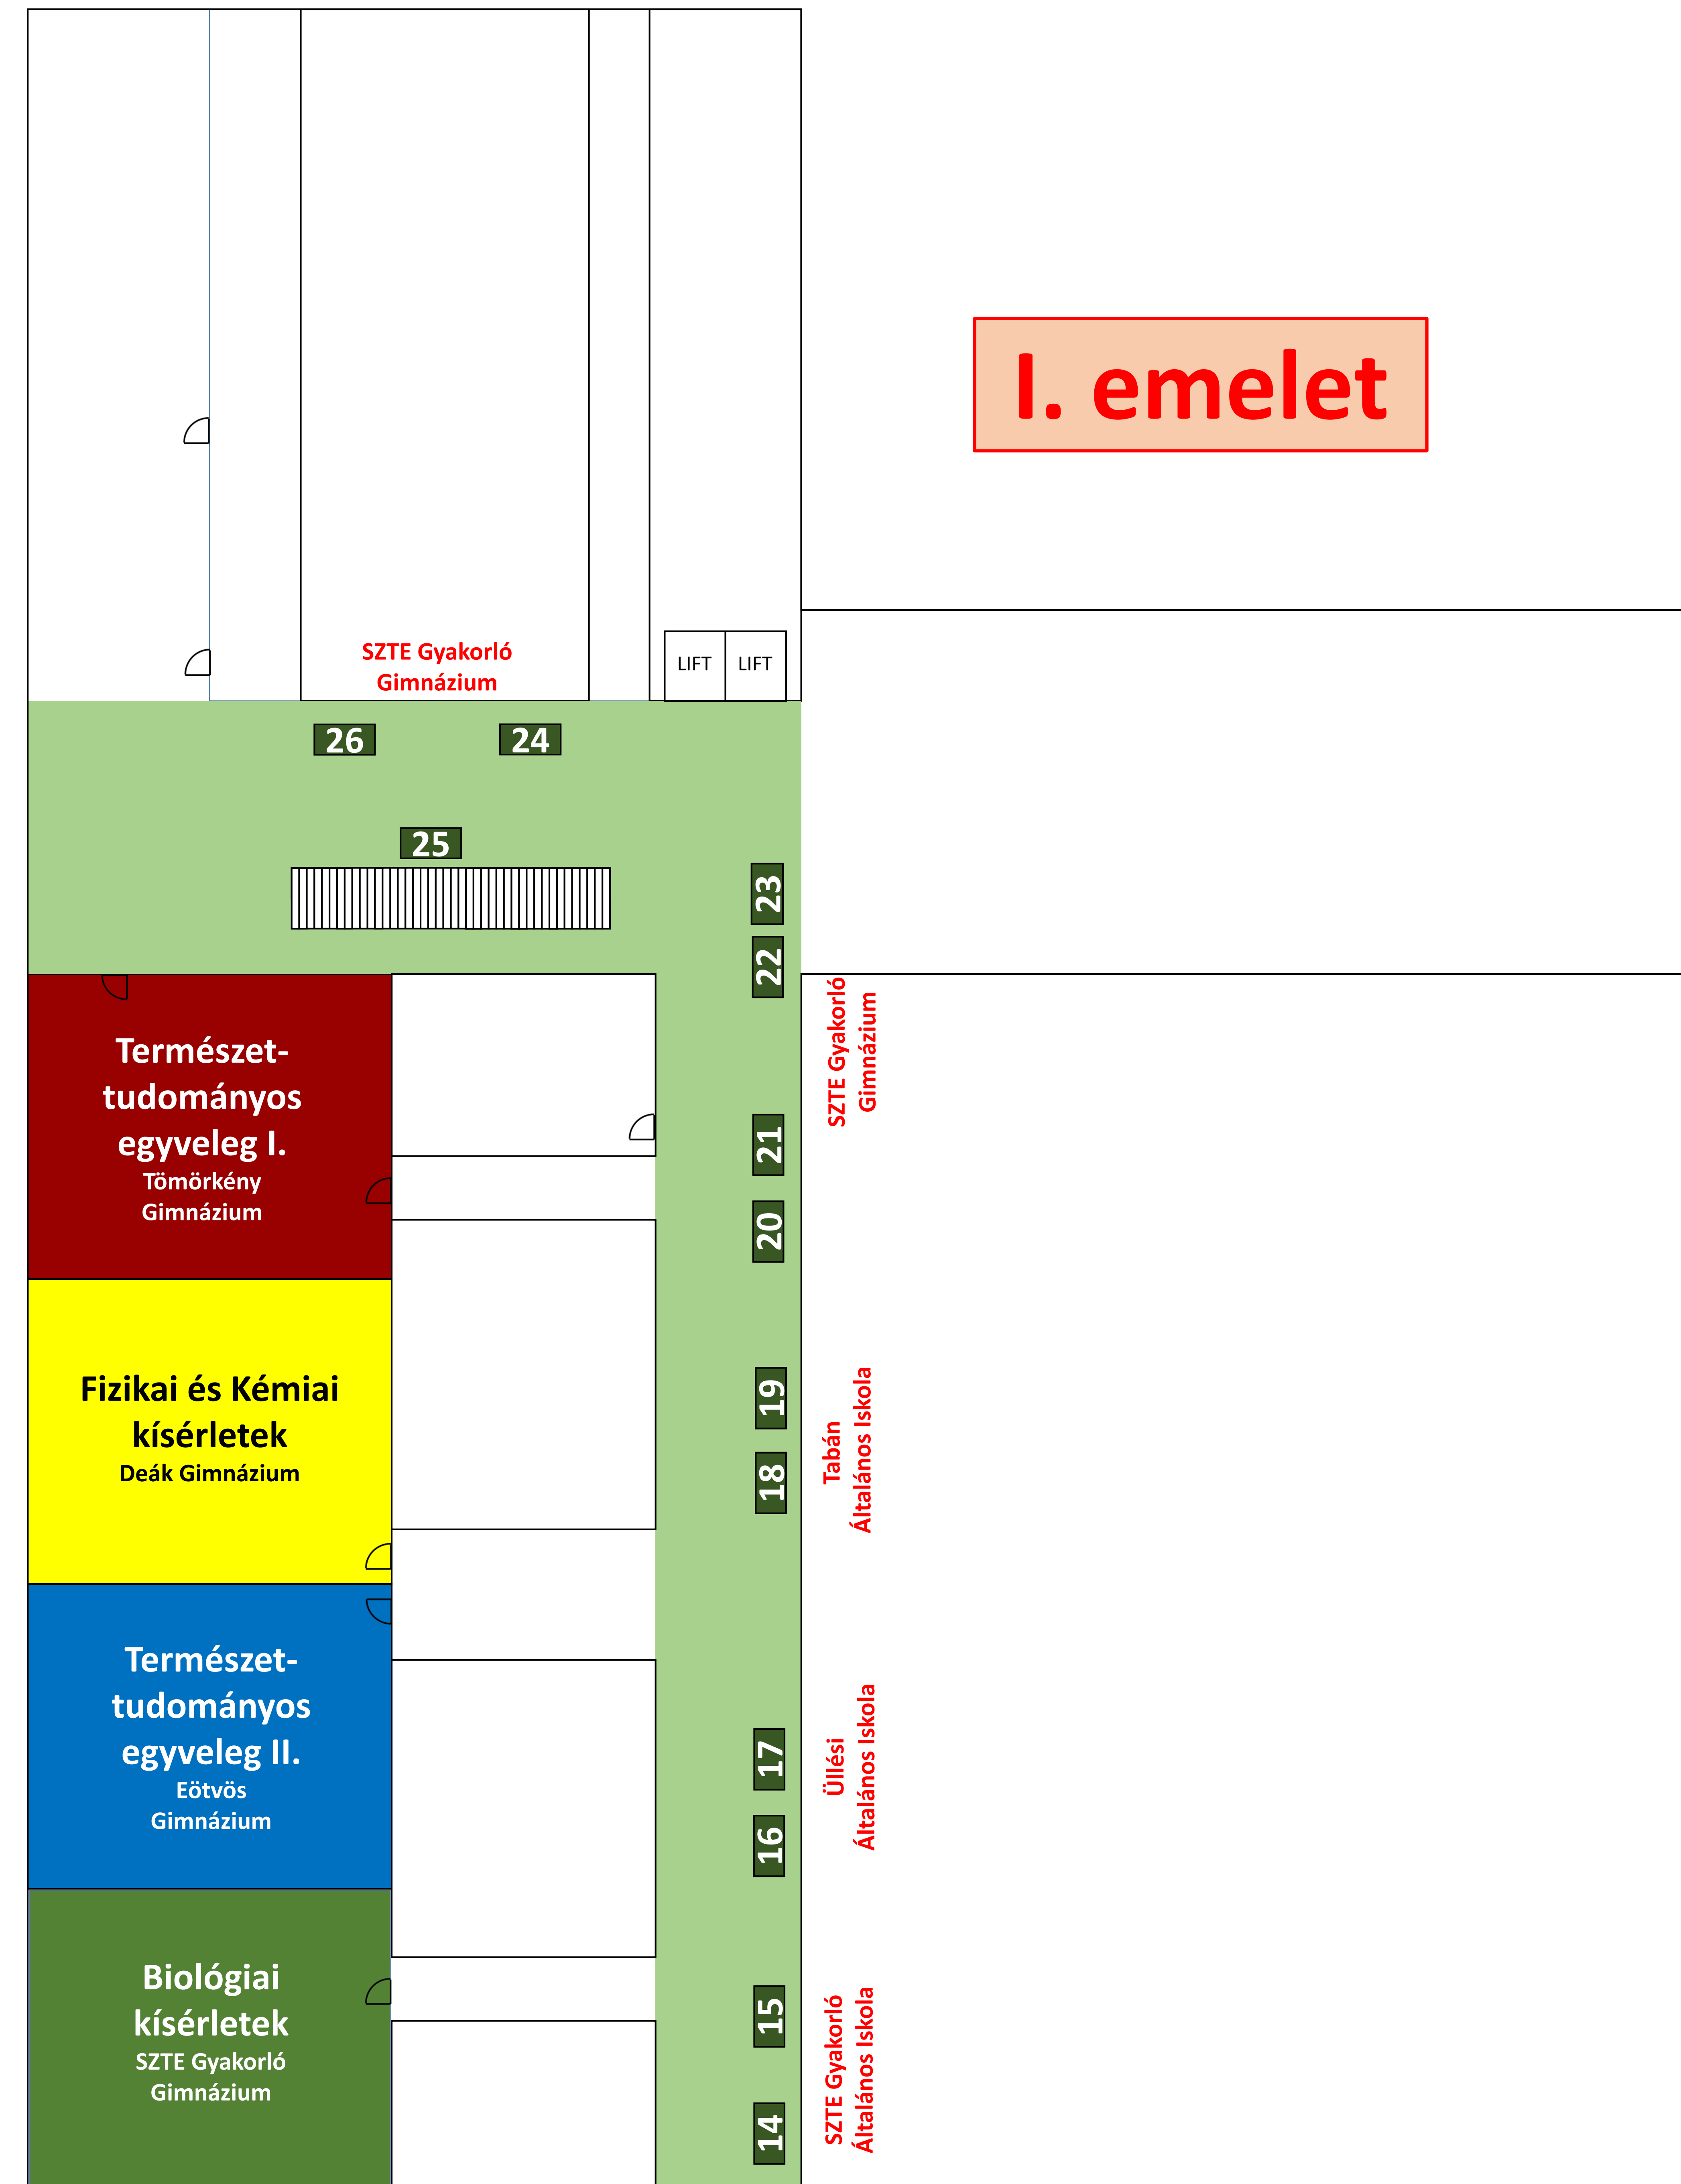 I. emelet
SZTE Gyakorló
Gimnázium
LIFT
LIFT
26
24
25
23
22
SZTE Gyakorló
Gimnázium
Természet-
tudományos
egyveleg I.
Tömörkény
Gimnázium
21
20
Fizikai és Kémiai
kísérletek
Deák Gimnázium
19
18
Tabán
Általános Iskola
Természet-
tudományos
egyveleg II.
Eötvös
Gimnázium
17
16
Üllési
Általános Iskola
Biológiai
kísérletek
SZTE Gyakorló
Gimnázium
15
14
SZTE Gyakorló
Általános Iskola